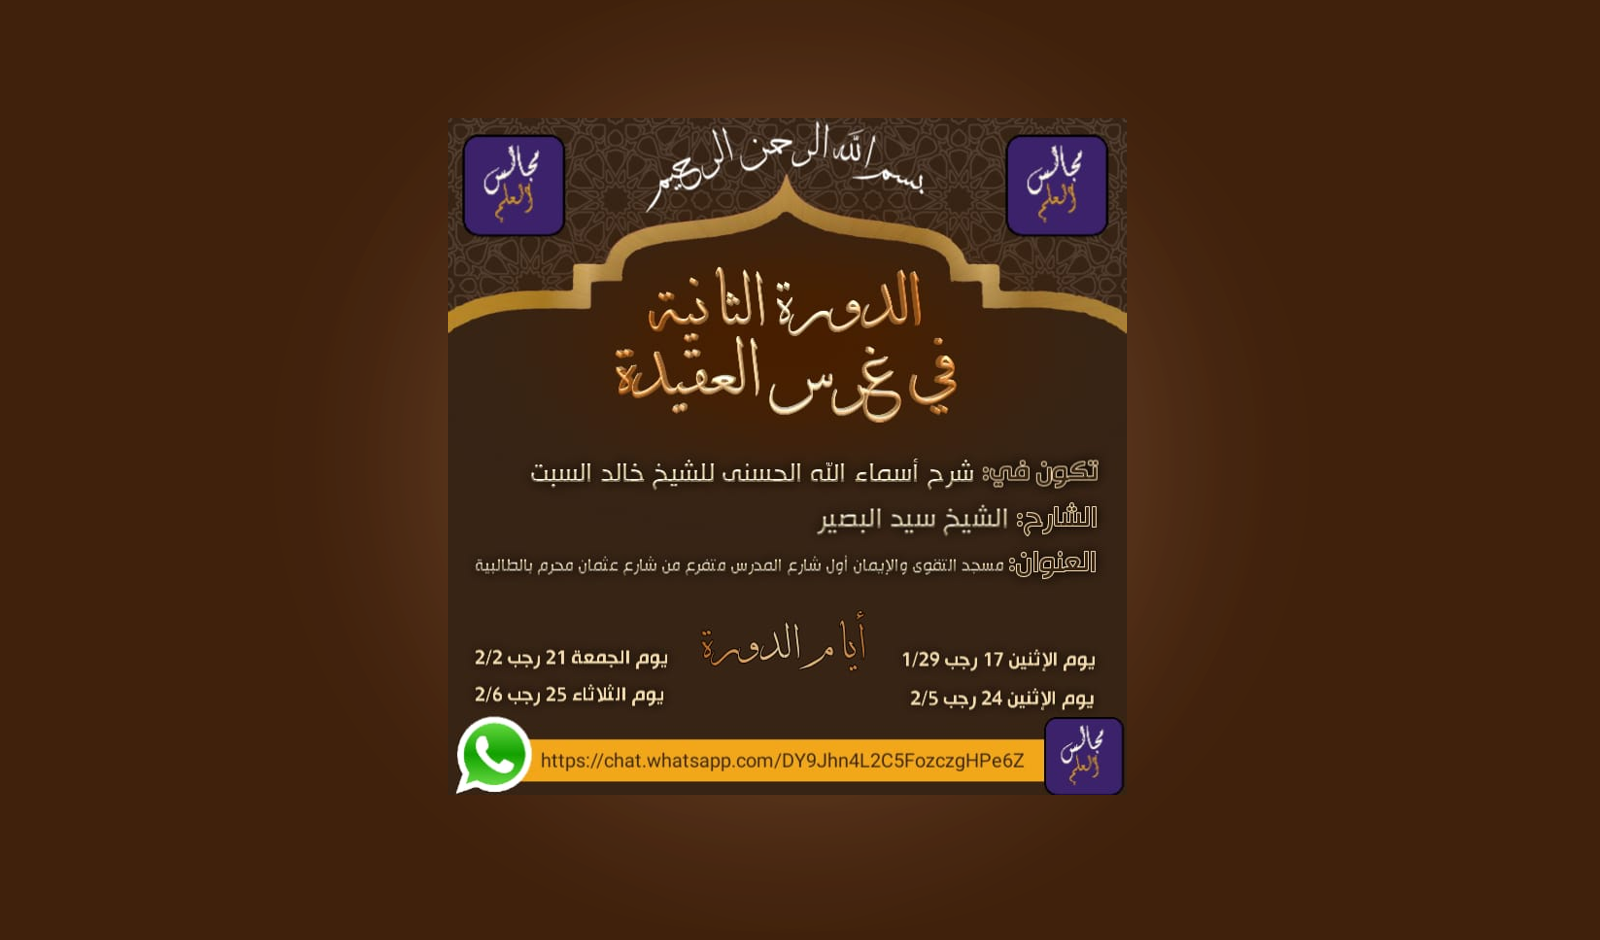 بسم الله الرحمن الرحيم
مجالس
العلم
مجالس
العلم
الدورة الثانية
في غرس العقيدة
تكون في: شرح أسماء الله الحسنى للشيخ خالد السبت
الشارح: الشيخ سيد البصير
العنوان: مسجد التقوى والإيمان أول شارع المدرس متفرع من شارع عثمان محرم بالطالبية
أيام الدورة
يوم الإثنين 17 رجب 1/29
يوم الجمعة 21 رجب 2/2
يوم الإثنين 24 رجب 2/5
يوم الثلاثاء 25 رجب 2/6
https://chat.whatsapp.com/DY9Jhn4L2C5FozczgHPe6Z
مجالس
العلم